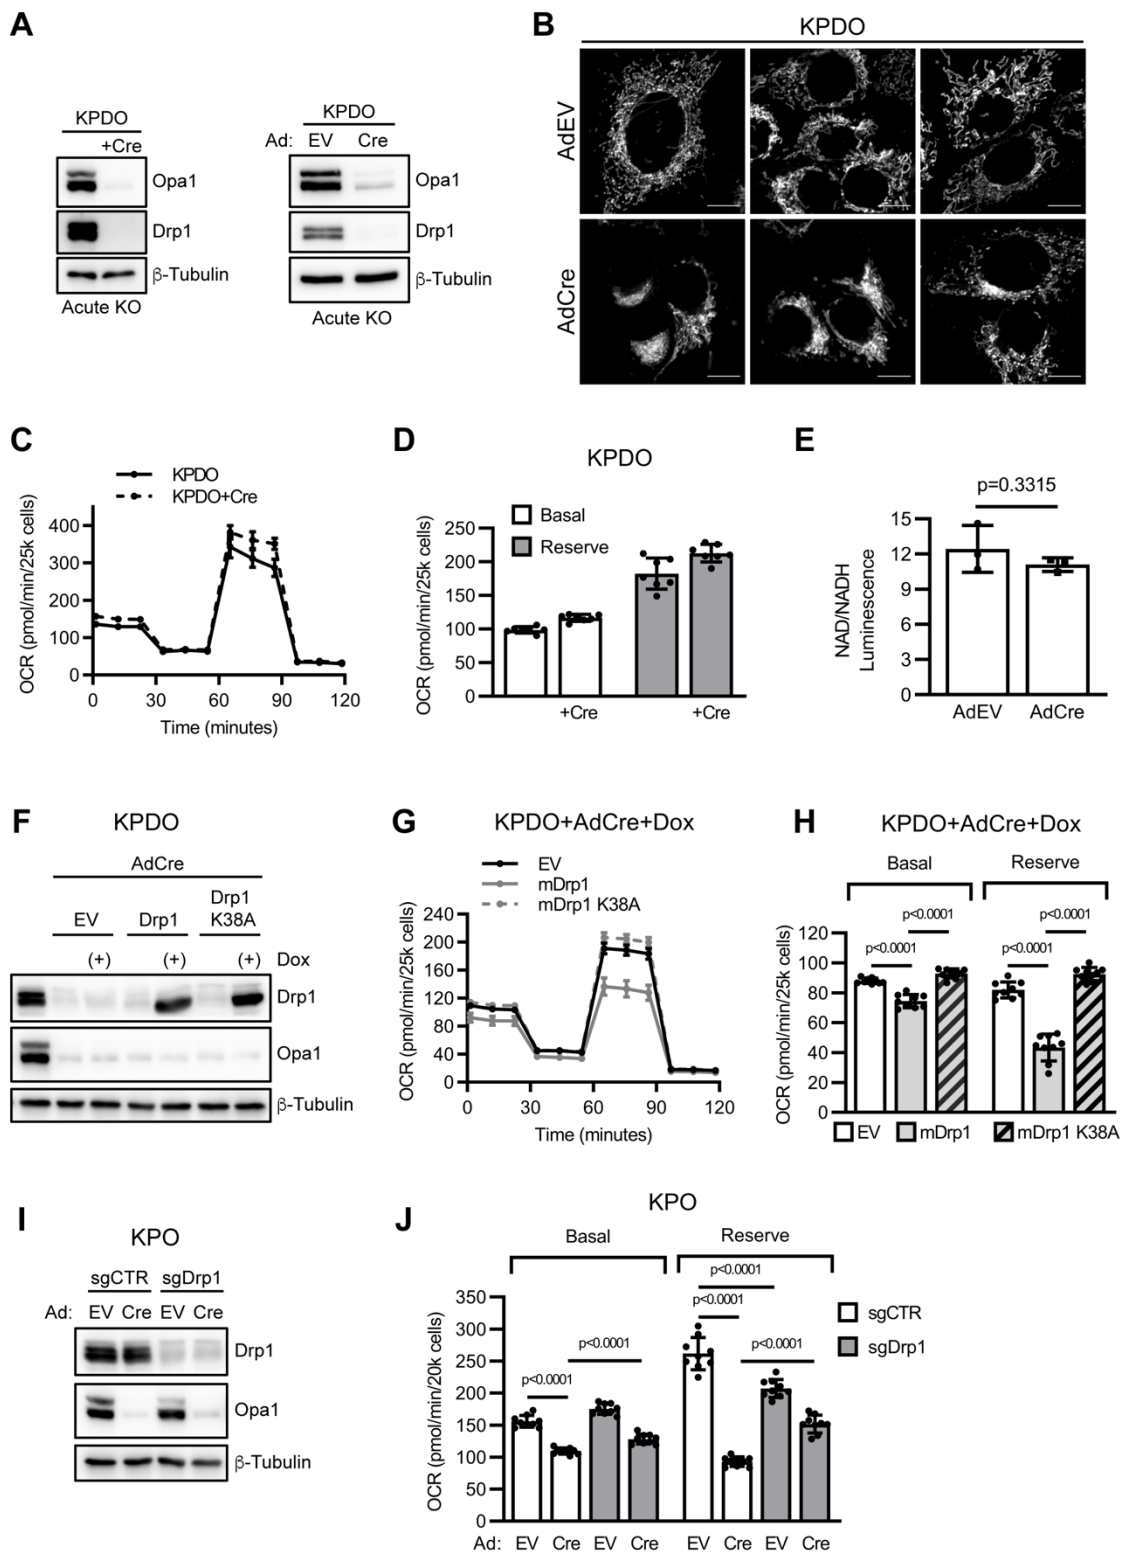 A
KPDO
+Cre
Opa1
Drp1
β-Tubulin
Acute KO
KPDO
Ad: EV Cre
Opa1
Drp1
β-Tubulin
Acute KO
B
KPDO
AdEV
AdCre
C
KPDO
KPDO+Cre
OCR (pmol/min/25k cells)
400
300
200
100
0
0 30 60 90 120
Time (minutes)
D
KPDO
Basal
Reserve
OCR (pmol/min/25k cells)
250
200
150
100
50
0
+Cre +Cre
E
p=0.3315
NAD/NADH
Luminescence
15
12
9
6
3
0
AdEV AdCre
F
KPDO
AdCre
EV Drp1 Drp1
K38A
(+) (+) (+) Dox
Drp1
Opa1
β-Tubulin
G
KPDO+AdCre+Dox
EV
mDrp1
mDrp1 K38A
OCR (pmol/min/25k cells)
240
200
160
120
80
40
0
0 30 60 90 120
Time (minutes)
H
KPDO+AdCre+Dox
Basal Reserve
p<0.0001 p<0.0001
p<0.0001 p<0.0001
OCR (pmol/min/25k cells)
120
100
80
60
40
20
0
EV mDrp1 mDrp1 K38A
I
KPO
sgCTR sgDrp1
Ad: EV Cre EV Cre
Drp1
Opa1
β-Tubulin
J
KPO
Basal Reserve
p<0.0001
p<0.0001
p<0.0001 p<0.0001
p<0.0001
sgCTR
sgDrp1
OCR (pmol/min/20k cells)
350
300
250
200
150
100
50
0
Ad: EV Cre EV Cre EV Cre EV Cre